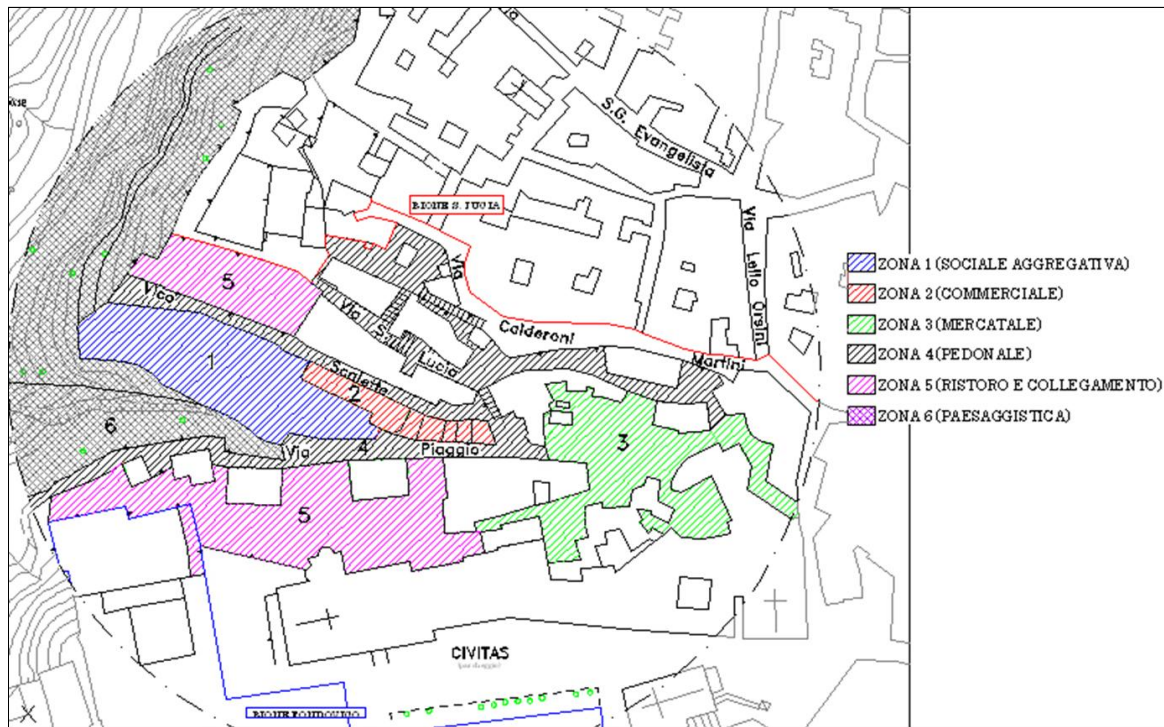 S.G. Evangelista
RIONE S. LUCIA
Via Lello Orsini
Via Calderoni Martini
5
Vico Scalette
Via S. Lucia
1
2
3
4
6
Via Piaggio
5
CIVITAS
RIONE FONDOVICO
ZONA 1 (SOCIALE AGGREGATIVA)
ZONA 2 (COMMERCIALE)
ZONA 3 (MERCATALE)
ZONA 4 (PEDONALE)
ZONA 5 (RISTORO E COLLEGAMENTO)
ZONA 6 (PAESAGGISTICA)